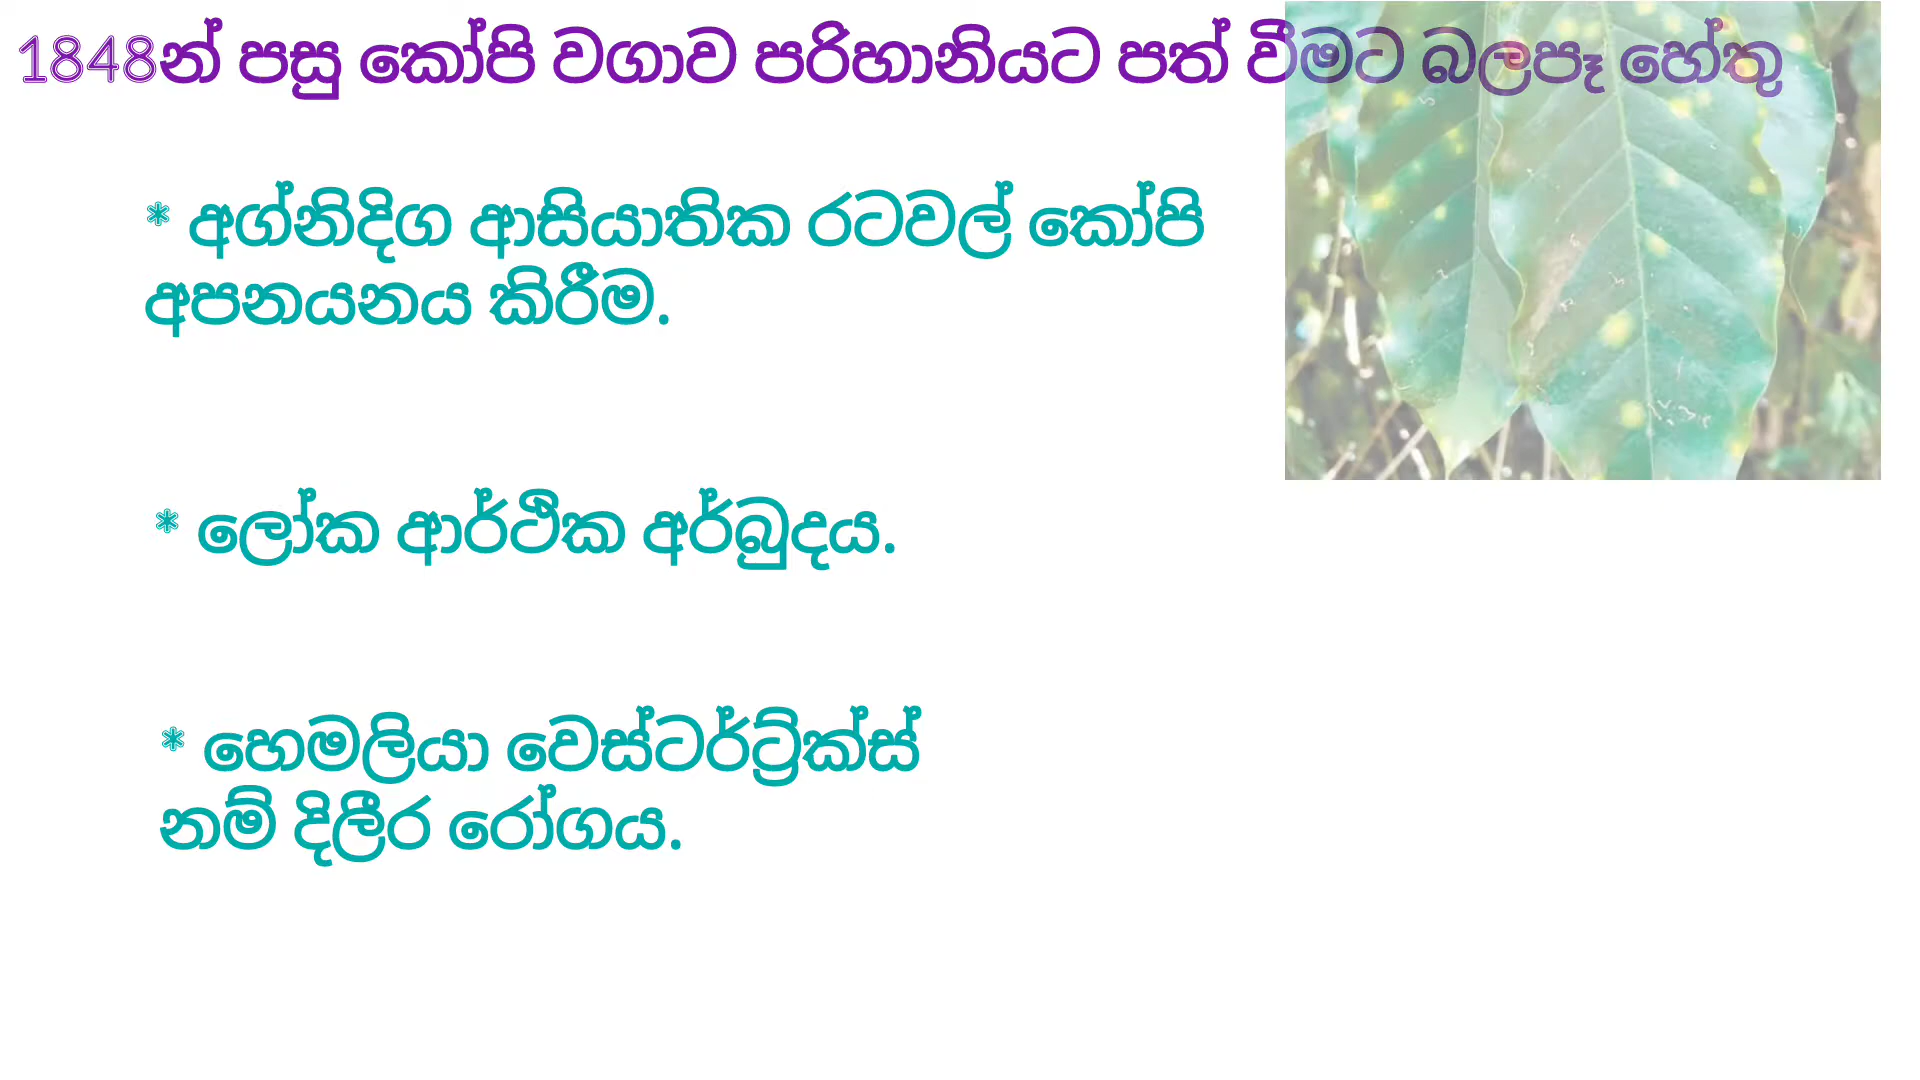 1848න් පසු කෝපි වගාව පරිහානියට පත් වීමට බලපෑ හේතු
* අග්නිදිග ආසියාතික රටවල් කෝපි
අපනයනය කිරීම.
* ලෝක ආර්ථික අර්බුදය.
* හෙමලියා වෙස්ටර්ට්‍රික්ස්
නම් දිලීර රෝගය.